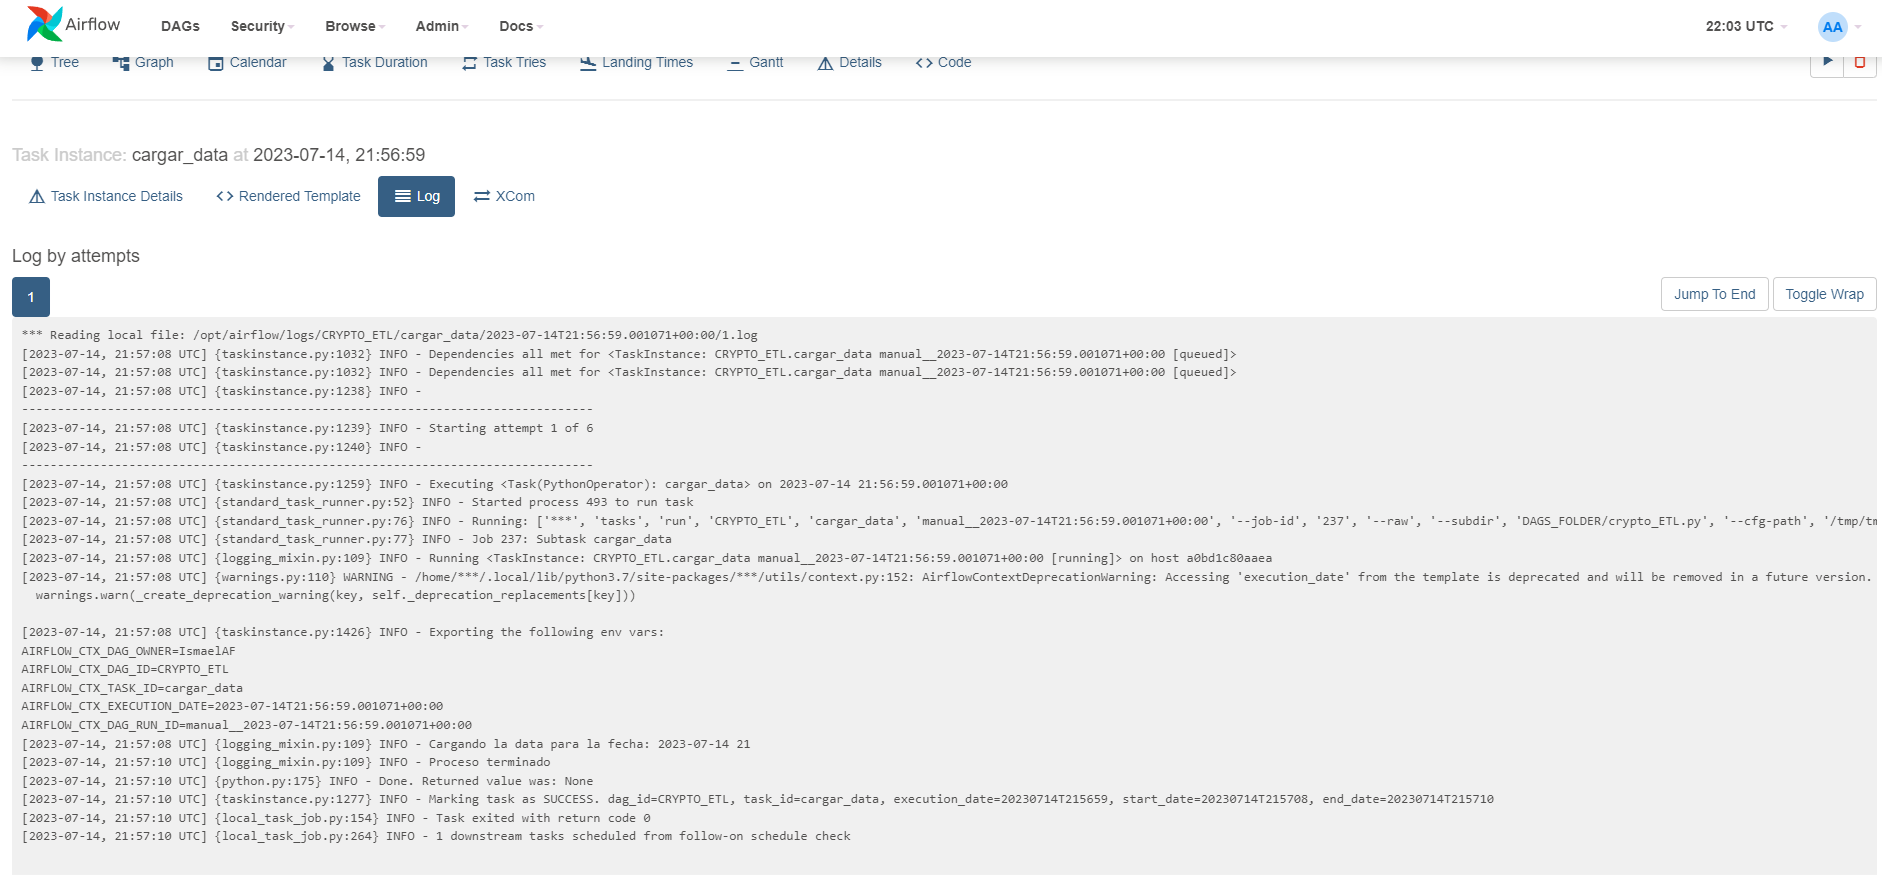 Airflow DAGs Security Browse Admin Docs 22:03 UTC AA
Tree Graph Calendar Task Duration Task Tries Landing Times Gantt Details <> Code
Task Instance: cargar_data at 2023-07-14, 21:56:59
Task Instance Details <> Rendered Template Log XCom
Log by attempts
1
Jump To End Toggle Wrap
*** Reading local file: /opt/airflow/logs/CRYPTO_ETL/cargar_data/2023-07-14T21:56:59.001071+00:00/1.log
[2023-07-14, 21:57:08 UTC] {taskinstance.py:1032} INFO - Dependencies all met for <TaskInstance: CRYPTO_ETL.cargar_data manual__2023-07-14T21:56:59.001071+00:00 [queued]>
[2023-07-14, 21:57:08 UTC] {taskinstance.py:1032} INFO - Dependencies all met for <TaskInstance: CRYPTO_ETL.cargar_data manual__2023-07-14T21:56:59.001071+00:00 [queued]>
[2023-07-14, 21:57:08 UTC] {taskinstance.py:1238} INFO -
--------------------------------------------------------------------------------
[2023-07-14, 21:57:08 UTC] {taskinstance.py:1239} INFO - Starting attempt 1 of 6
[2023-07-14, 21:57:08 UTC] {taskinstance.py:1240} INFO -
--------------------------------------------------------------------------------
[2023-07-14, 21:57:08 UTC] {taskinstance.py:1259} INFO - Executing <Task(PythonOperator): cargar_data> on 2023-07-14 21:56:59.001071+00:00
[2023-07-14, 21:57:08 UTC] {standard_task_runner.py:52} INFO - Started process 493 to run task
[2023-07-14, 21:57:08 UTC] {standard_task_runner.py:76} INFO - Running: ['***', 'tasks', 'run', 'CRYPTO_ETL', 'cargar_data', 'manual__2023-07-14T21:56:59.001071+00:00', '--job-id', '237', '--raw', '--subdir', 'DAGS_FOLDER/crypto_ETL.py', '--cfg-path', '/tmp/tm
[2023-07-14, 21:57:08 UTC] {standard_task_runner.py:77} INFO - Job 237: Subtask cargar_data
[2023-07-14, 21:57:08 UTC] {logging_mixin.py:109} INFO - Running <TaskInstance: CRYPTO_ETL.cargar_data manual__2023-07-14T21:56:59.001071+00:00 [running]> on host a0bd1c80aaea
[2023-07-14, 21:57:08 UTC] {warnings.py:110} WARNING - /home/***/.local/lib/python3.7/site-packages/***/utils/context.py:152: AirflowContextDeprecationWarning: Accessing 'execution_date' from the template is deprecated and will be removed in a future version.
warnings.warn(_create_deprecation_warning(key, self._deprecation_replacements[key]))
[2023-07-14, 21:57:08 UTC] {taskinstance.py:1426} INFO - Exporting the following env vars:
AIRFLOW_CTX_DAG_OWNER=IsmaelAF
AIRFLOW_CTX_DAG_ID=CRYPTO_ETL
AIRFLOW_CTX_TASK_ID=cargar_data
AIRFLOW_CTX_EXECUTION_DATE=2023-07-14T21:56:59.001071+00:00
AIRFLOW_CTX_DAG_RUN_ID=manual__2023-07-14T21:56:59.001071+00:00
[2023-07-14, 21:57:08 UTC] {logging_mixin.py:109} INFO - Cargando la data para la fecha: 2023-07-14 21
[2023-07-14, 21:57:10 UTC] {logging_mixin.py:109} INFO - Proceso terminado
[2023-07-14, 21:57:10 UTC] {python.py:175} INFO - Done. Returned value was: None
[2023-07-14, 21:57:10 UTC] {taskinstance.py:1277} INFO - Marking task as SUCCESS. dag_id=CRYPTO_ETL, task_id=cargar_data, execution_date=20230714T215659, start_date=20230714T215708, end_date=20230714T215710
[2023-07-14, 21:57:10 UTC] {local_task_job.py:154} INFO - Task exited with return code 0
[2023-07-14, 21:57:10 UTC] {local_task_job.py:264} INFO - 1 downstream tasks scheduled from follow-on schedule check